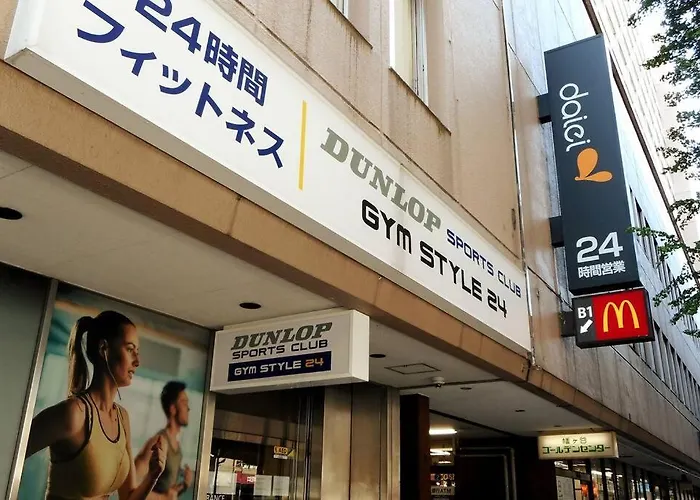 24時間
フィットネス
DUNLOP SPORTS CLUB
GYM STYLE 24
DUNLOP
SPORTS CLUB
GYM STYLE 24
daiei
24
時間営業
B1
M
コールデンセンター